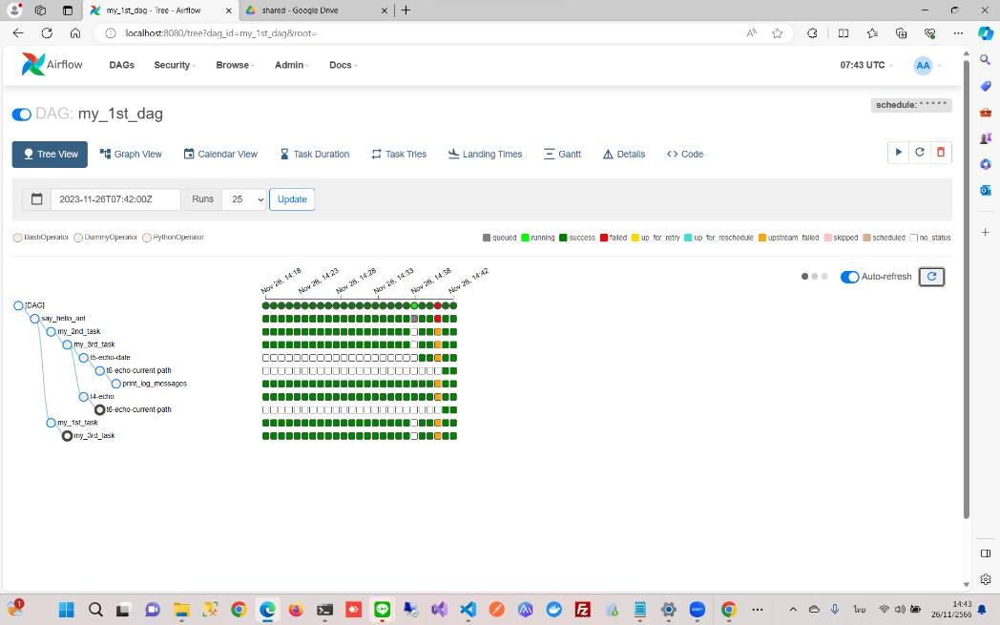 my_1st_dag - Tree - Airflow
shared - Google Drive
localhost:8080/tree?dag_id=my_1st_dag&root=
Airflow
DAGs
Security
Browse
Admin
Docs
07:43 UTC
AA
DAG: my_1st_dag
schedule: * * * * *
Tree View
Graph View
Calendar View
Task Duration
Task Tries
Landing Times
Gantt
Details
Code
2023-11-26T07:42:00Z
Runs
25
Update
BashOperator
DummyOperator
PythonOperator
queued
running
success
failed
up_for_retry
up_for_reschedule
upstream_failed
skipped
scheduled
no_status
Auto-refresh
Nov 26, 14:18
Nov 26, 14:23
Nov 26, 14:28
Nov 26, 14:33
Nov 26, 14:38
Nov 26, 14:42
[DAG]
say_hello_ant
my_2nd_task
my_3rd_task
t5-echo-date
t6-echo-current-path
print_log_messages
t4-echo
t6-echo-current-path
my_1st_task
my_3rd_task
1
ไทย
14:43
26/11/2566